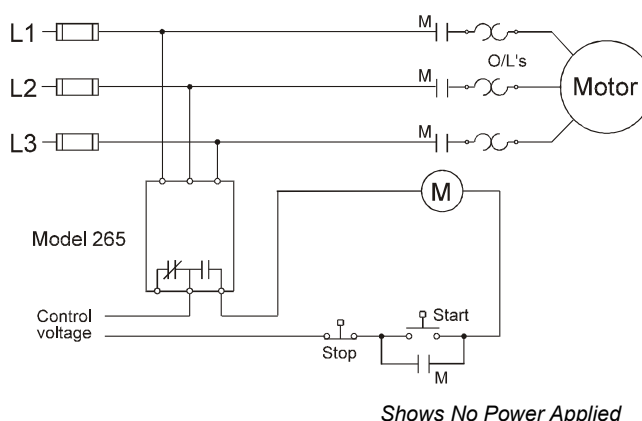 L1
M
O/L's
L2
M
Motor
L3
M
M
Model 265
Control
voltage
Start
Stop
M
Shows No Power Applied